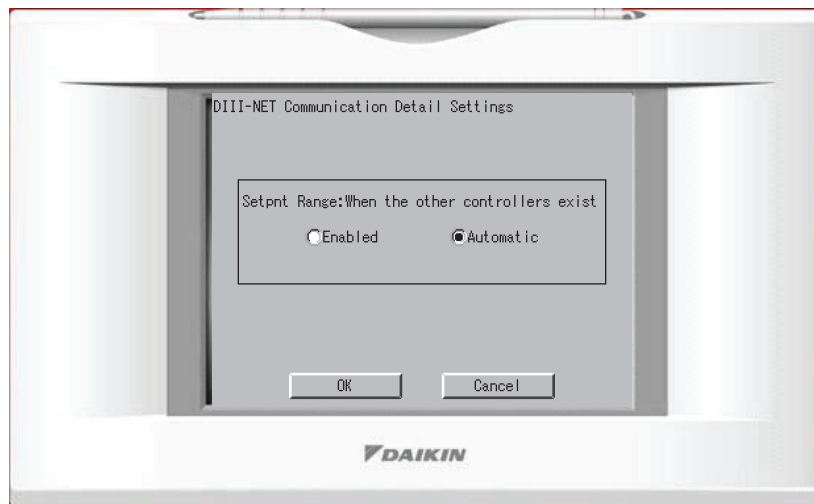 DIII-NET Communication Detail Settings
Setpnt Range:When the other controllers exist
Enabled
Automatic
OK
Cancel
DAIKIN